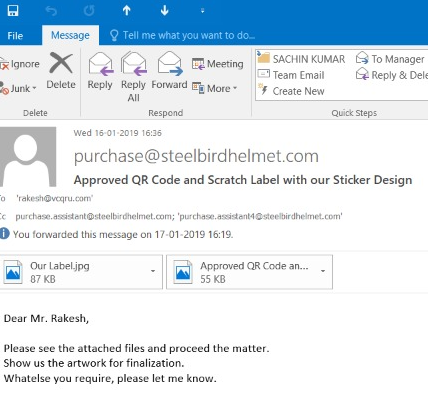 File Message Tell me what you want to do...
Ignore Delete Reply Reply All Forward Meeting SACHIN KUMAR To Manager
Junk More Team Email Reply & Dele
Create New
Delete Respond Quick Steps
Wed 16-01-2019 16:36
purchase@steelbirdhelmet.com
Approved QR Code and Scratch Label with our Sticker Design
To 'rakesh@vcqru.com'
Cc purchase.assistant@steelbirdhelmet.com; 'purchase.assistant4@steelbirdhelmet.com'
You forwarded this message on 17-01-2019 16:19.
Our Label.jpg Approved QR Code an...
87 KB 55 KB
Dear Mr. Rakesh,
Please see the attached files and proceed the matter.
Show us the artwork for finalization.
Whatelse you require, please let me know.